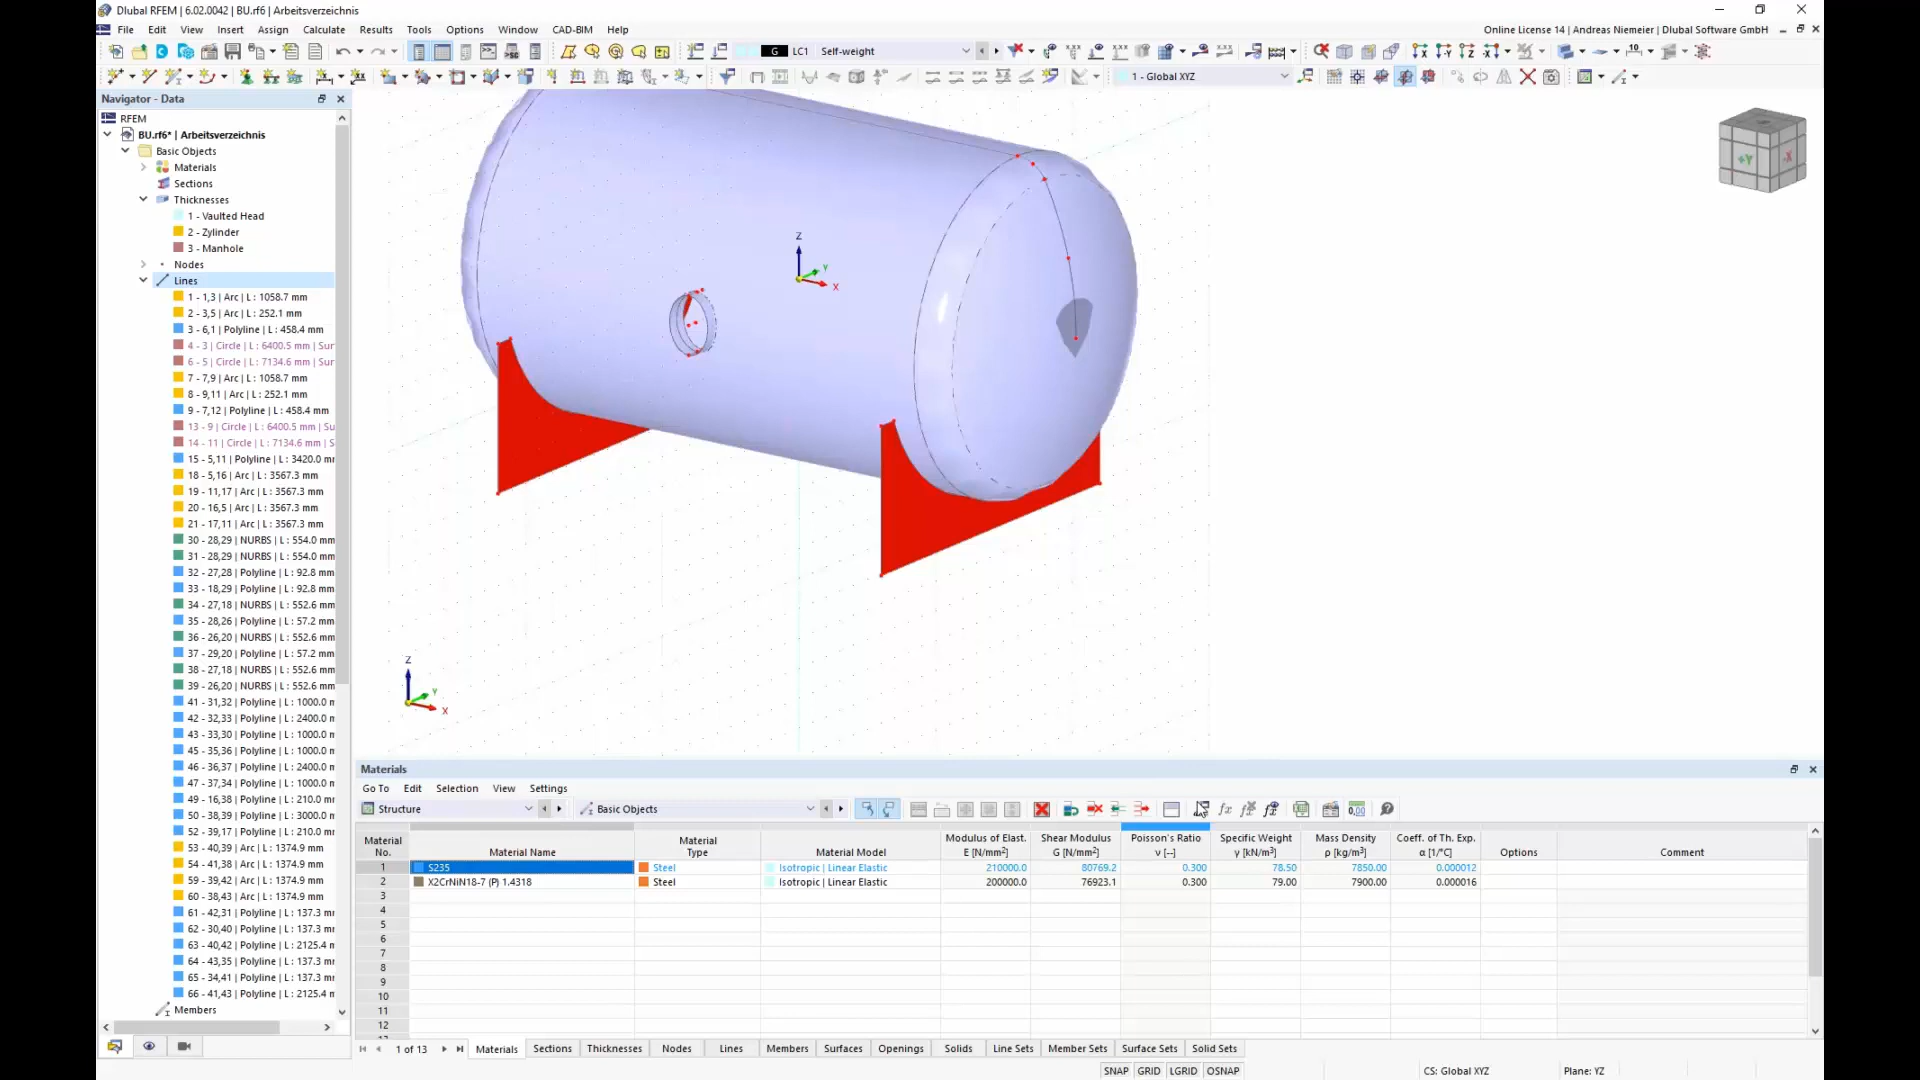 Dlubal RFEM | 6.02.0042 | BU.rf6 | Arbeitsverzeichnis
File Edit View Insert Assign Calculate Results Tools Options Window CAD-BIM Help
Online License 14 | Andreas Niemeier | Dlubal Software GmbH
G LC1 Self-weight
1 - Global XYZ
Navigator - Data
RFEM
BU.rf6* | Arbeitsverzeichnis
Basic Objects
Materials
Sections
Thicknesses
1 - Vaulted Head
2 - Zylinder
3 - Manhole
Nodes
Lines
1 - 1,3 | Arc | L : 1058.7 mm
2 - 3,5 | Arc | L : 252.1 mm
3 - 6,1 | Polyline | L : 458.4 mm
4 - 3 | Circle | L : 6400.5 mm | Sur
6 - 5 | Circle | L : 7134.6 mm | Sur
7 - 7,9 | Arc | L : 1058.7 mm
8 - 9,11 | Arc | L : 252.1 mm
9 - 7,12 | Polyline | L : 458.4 mm
13 - 9 | Circle | L : 6400.5 mm | Su
14 - 11 | Circle | L : 7134.6 mm | S
15 - 5,11 | Polyline | L : 3420.0 m
18 - 5,16 | Arc | L : 3567.3 mm
19 - 11,17 | Arc | L : 3567.3 mm
20 - 16,5 | Arc | L : 3567.3 mm
21 - 17,11 | Arc | L : 3567.3 mm
30 - 28,29 | NURBS | L : 554.0 mm
31 - 28,29 | NURBS | L : 554.0 mm
32 - 27,28 | Polyline | L : 92.8 mm
33 - 18,29 | Polyline | L : 92.8 mm
34 - 27,18 | NURBS | L : 552.6 mm
35 - 28,26 | Polyline | L : 57.2 mm
36 - 26,20 | NURBS | L : 552.6 mm
37 - 29,20 | Polyline | L : 57.2 mm
38 - 27,18 | NURBS | L : 552.6 mm
39 - 26,20 | NURBS | L : 552.6 mm
41 - 31,32 | Polyline | L : 1000.0 m
42 - 32,33 | Polyline | L : 2400.0 m
43 - 33,30 | Polyline | L : 1000.0 m
45 - 35,36 | Polyline | L : 1000.0 m
46 - 36,37 | Polyline | L : 2400.0 m
47 - 37,34 | Polyline | L : 1000.0 m
49 - 16,38 | Polyline | L : 210.0 mr
50 - 38,39 | Polyline | L : 3000.0 m
52 - 39,17 | Polyline | L : 210.0 mr
53 - 40,39 | Arc | L : 1374.9 mm
54 - 41,38 | Arc | L : 1374.9 mm
59 - 39,42 | Arc | L : 1374.9 mm
60 - 38,43 | Arc | L : 1374.9 mm
61 - 42,31 | Polyline | L : 137.3 mr
62 - 30,40 | Polyline | L : 137.3 mr
63 - 40,42 | Polyline | L : 2125.4 m
64 - 43,35 | Polyline | L : 137.3 mr
65 - 34,41 | Polyline | L : 137.3 mr
66 - 41,43 | Polyline | L : 2125.4 m
Members
Z
Y
X
Z
Y
X
+Y
-X
Materials
Go To Edit Selection View Settings
Structure Basic Objects
Material No. Material Name Material Type Material Model Modulus of Elast. E [N/mm²] Shear Modulus G [N/mm²] Poisson's Ratio ν [--] Specific Weight γ [kN/m³] Mass Density ρ [kg/m³] Coeff. of Th. Exp. α [1/°C] Options Comment
1 S235 Steel Isotropic | Linear Elastic 210000.0 80769.2 0.300 78.50 7850.00 0.000012
2 X2CrNiN18-7 (P) 1.4318 Steel Isotropic | Linear Elastic 200000.0 76923.1 0.300 79.00 7900.00 0.000016
3
4
5
6
7
8
9
10
11
12
1 of 13 Materials Sections Thicknesses Nodes Lines Members Surfaces Openings Solids Line Sets Member Sets Surface Sets Solid Sets
SNAP GRID LGRID OSNAP CS: Global XYZ Plane: YZ